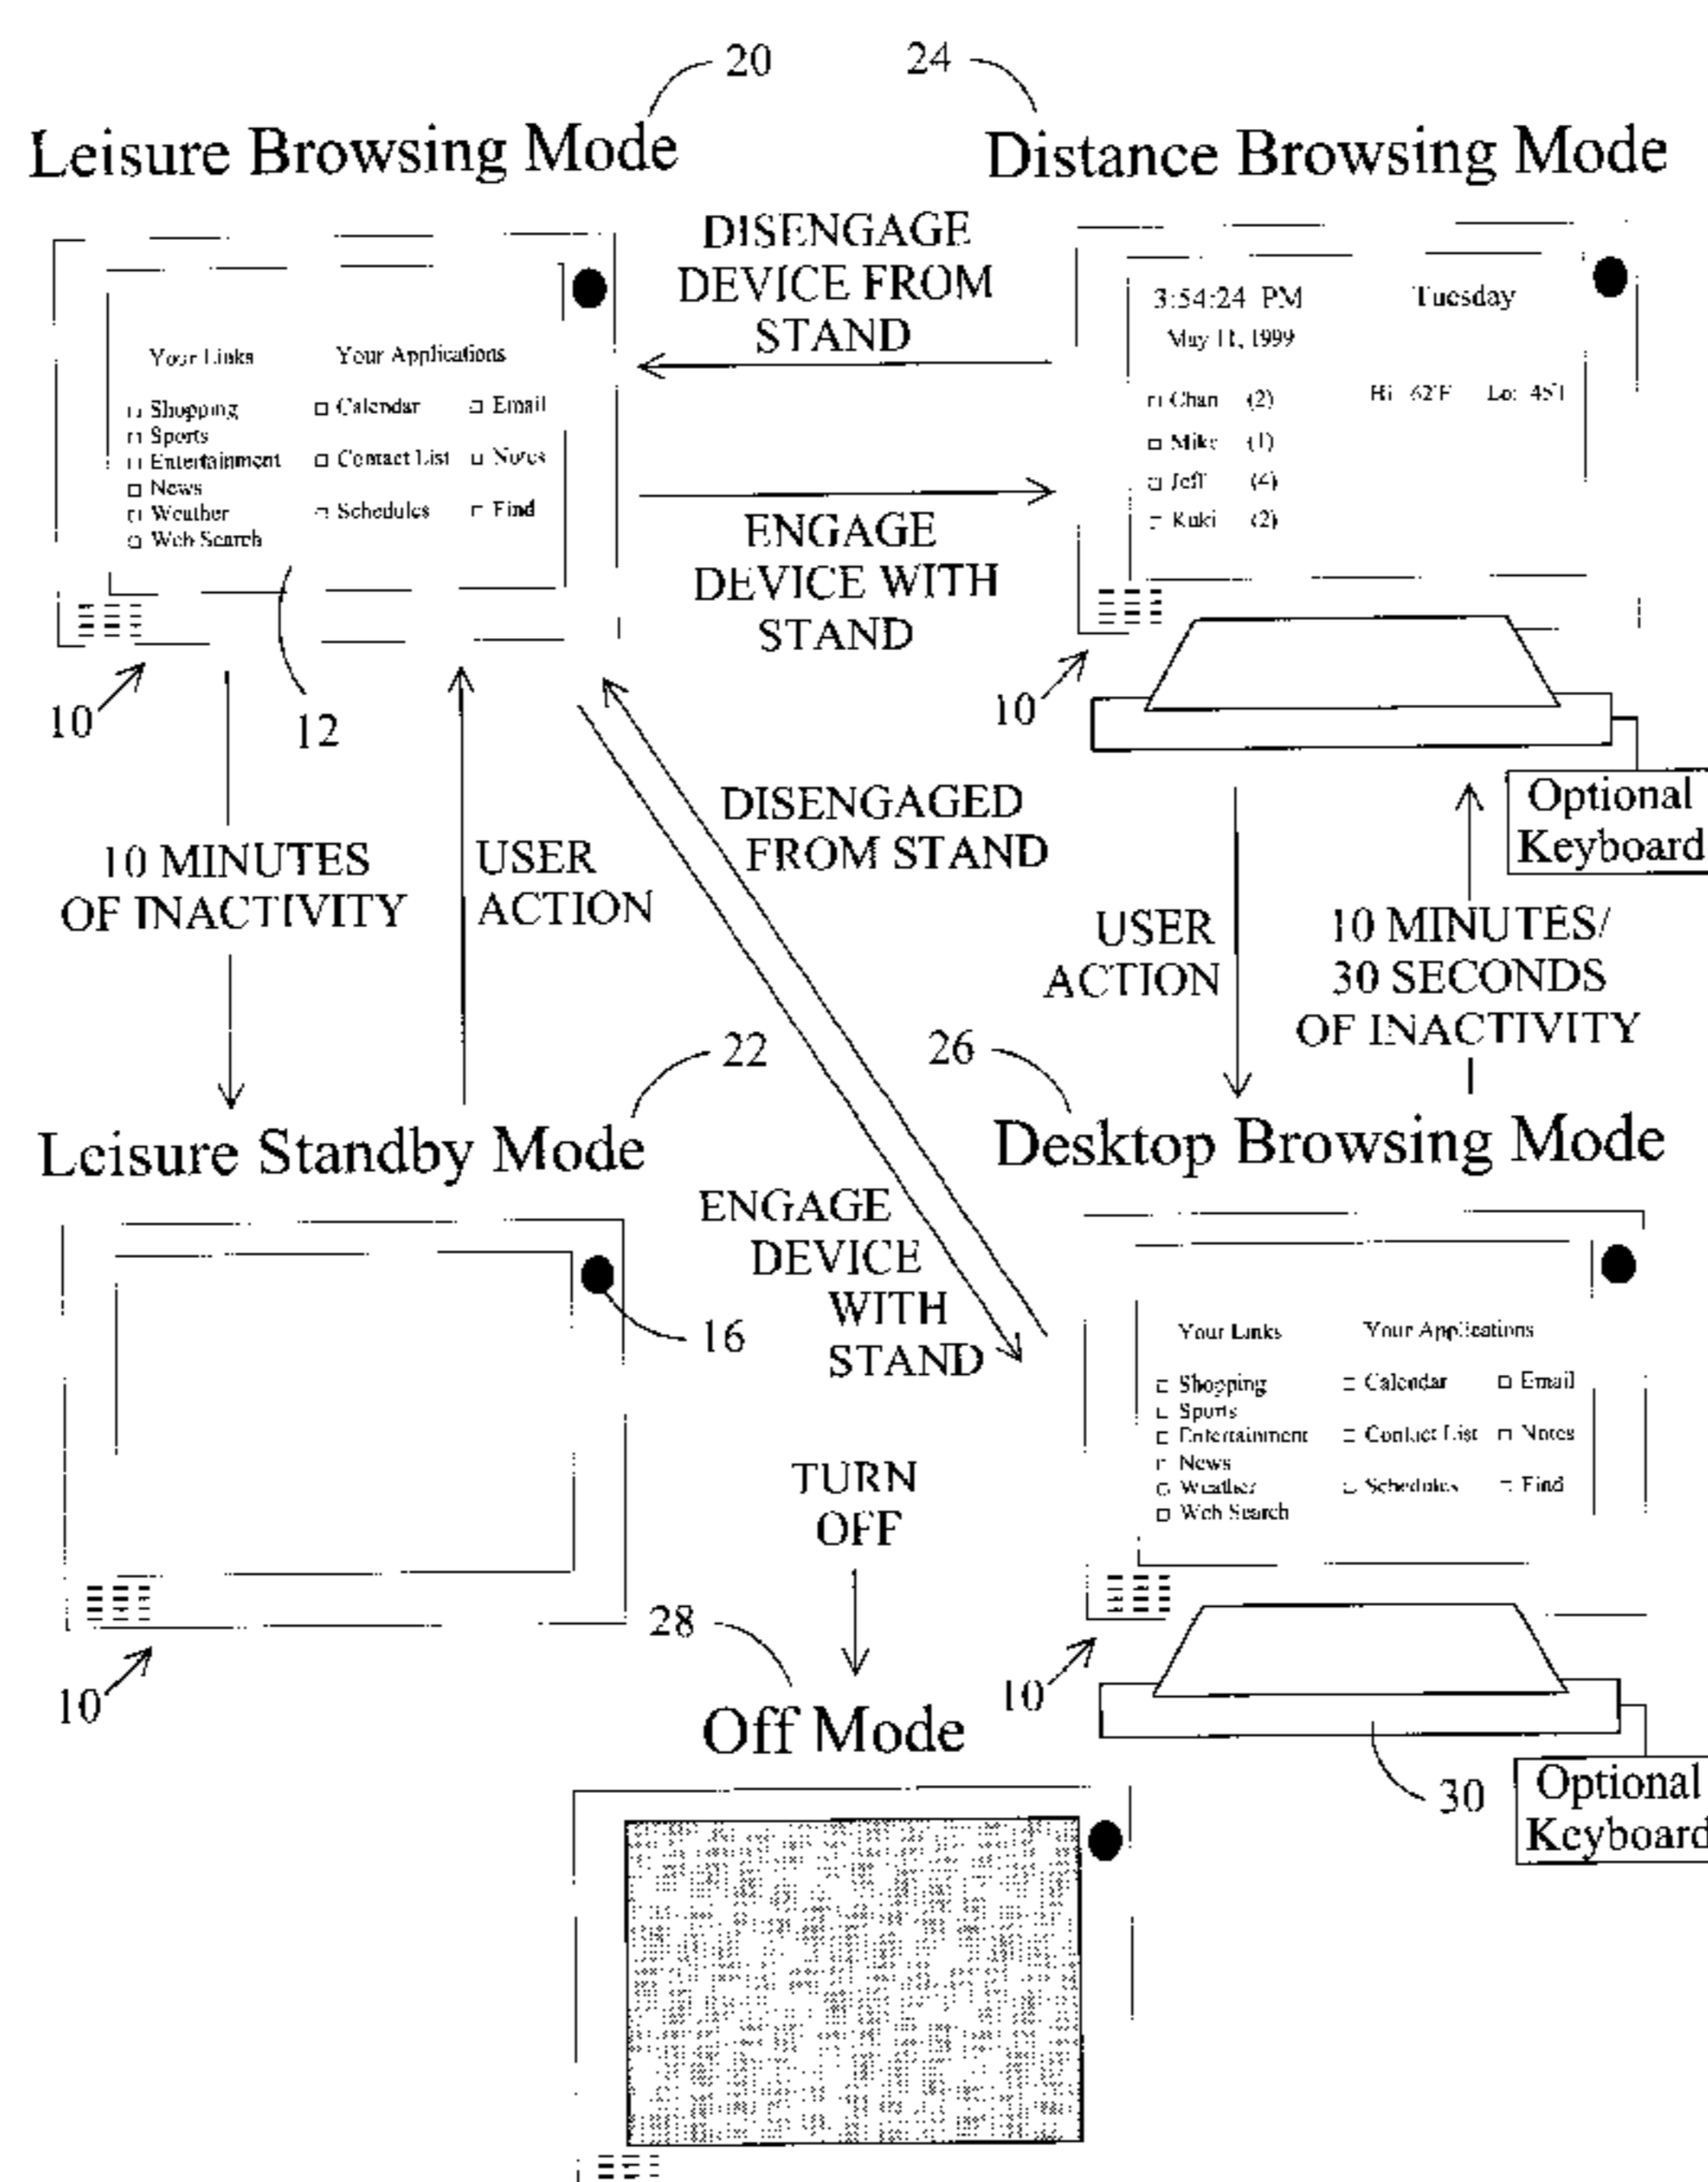 20
24
Leisure Browsing Mode
Distance Browsing Mode
DISENGAGE
DEVICE FROM
STAND
3:54:24 PM
Tuesday
May 11, 1999
Your Links
Your Applications
Shopping
Calendar
Email
Sports
Entertainment
Contact List
Notes
News
Weather
Schedules
Find
Web Search
Chan (2)
Hi 62°F
Lo: 45
Mike (1)
Jeff (4)
Kuki (2)
ENGAGE
DEVICE WITH
STAND
10
12
10
Optional
Keyboard
DISENGAGED
FROM STAND
10 MINUTES
OF INACTIVITY
USER
ACTION
USER
ACTION
10 MINUTES/
30 SECONDS
OF INACTIVITY
22
26
Leisure Standby Mode
Desktop Browsing Mode
ENGAGE
DEVICE
WITH
STAND
16
Your Links
Your Applications
Shopping
Calendar
Email
Sports
Entertainment
Contact List
Notes
News
Weather
Schedules
Find
Web Search
TURN
OFF
28
10
10
Off Mode
30
Optional
Keyboard